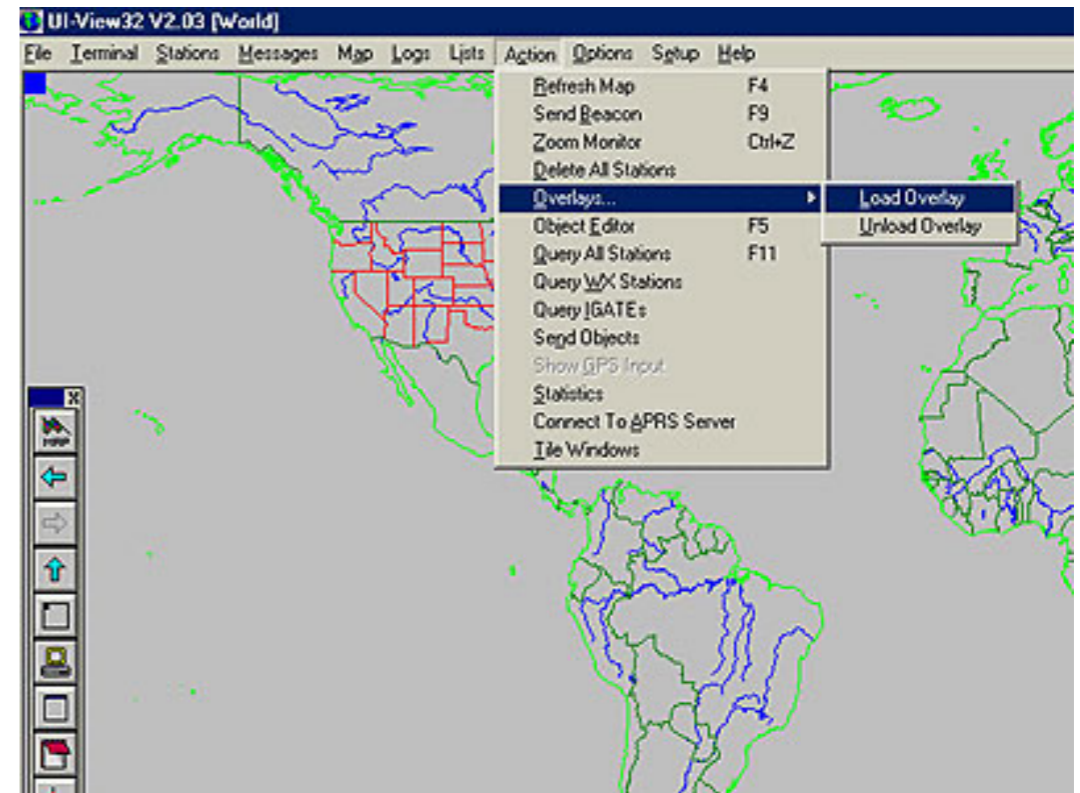 UI-View32 V2.03 [World]
File Terminal Stations Messages Map Logs Lists Action Options Setup Help
Refresh Map F4
Send Beacon F9
Zoom Monitor Ctrl+Z
Delete All Stations
Overlays...
Load Overlay
Unload Overlay
Object Editor F5
Query All Stations F11
Query WX Stations
Query IGATEs
Send Objects
Show GPS Input
Statistics
Connect To APRS Server
Tile Windows
x
MAP